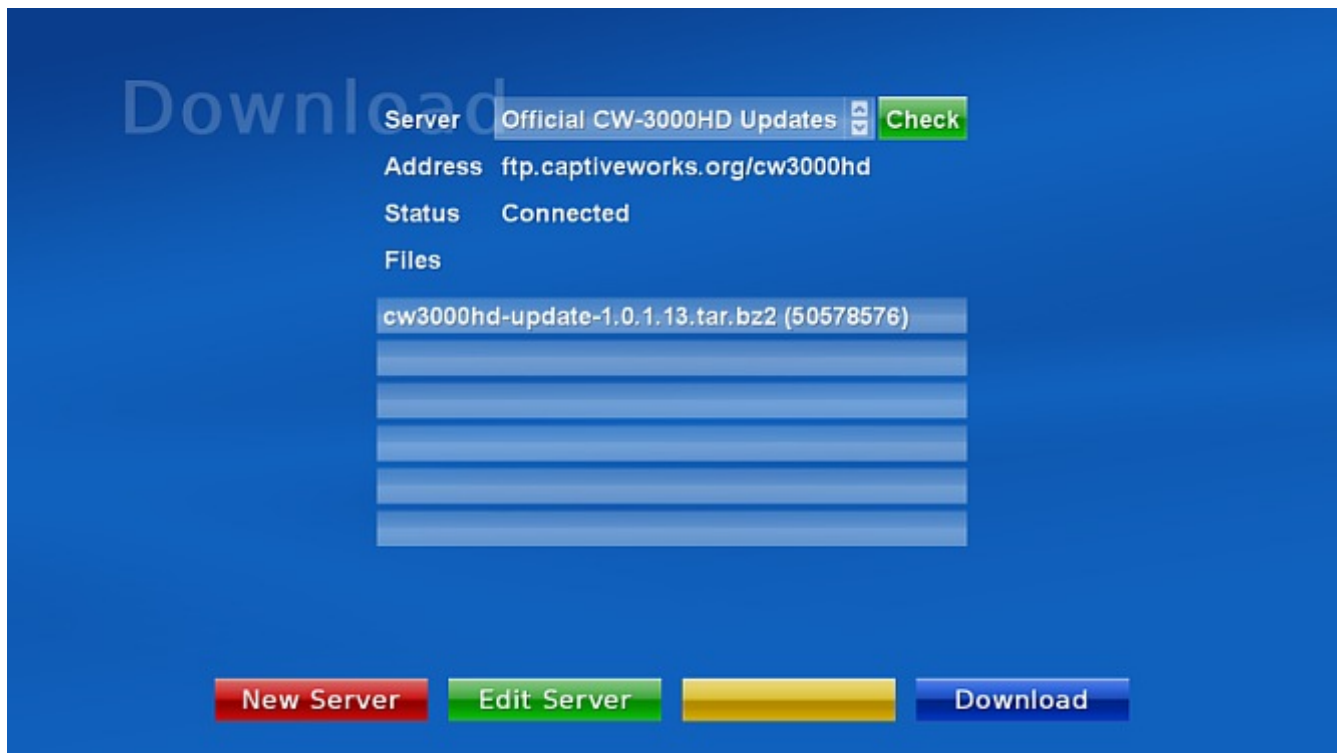 Download
Server Official CW-3000HD Updates Check
Address ftp.captiveworks.org/cw3000hd
Status Connected
Files
cw3000hd-update-1.0.1.13.tar.bz2 (50578576)
New Server Edit Server Download